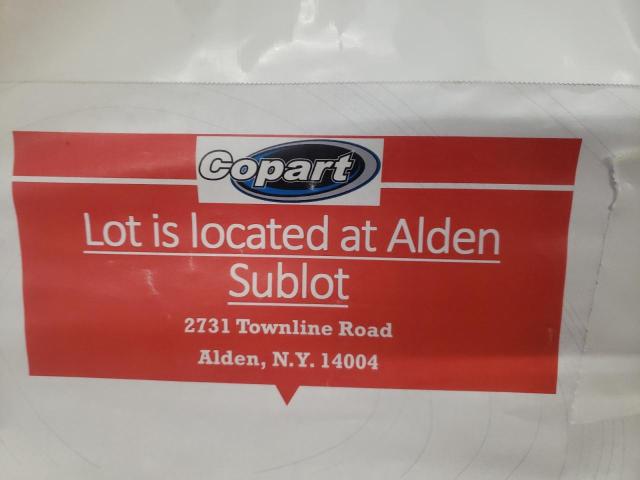 Copart
Lot is located at Alden
Sublot
2731 Townline Road
Alden, N.Y. 14004